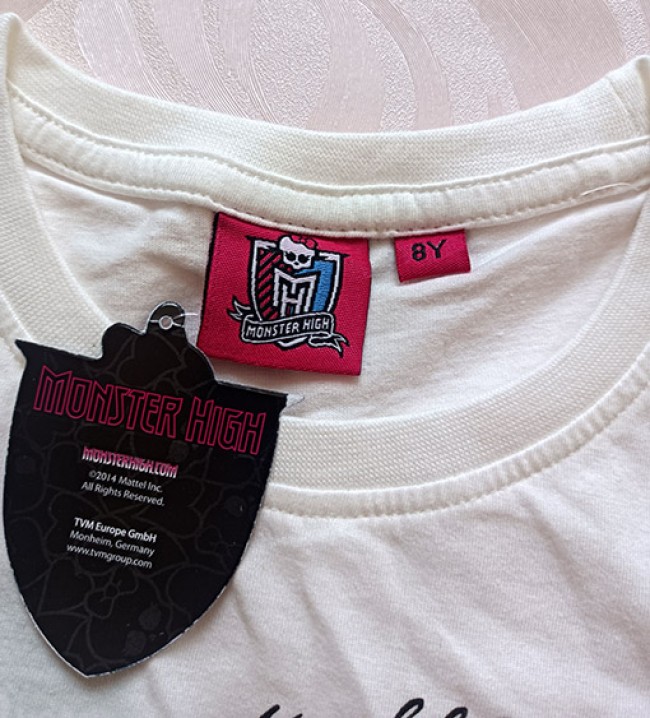 MH
MONSTER HIGH
8Y
MONSTER HIGH
MONSTERHIGH.COM
©2014 Mattel Inc.
All Rights Reserved.
TVM Europe GmbH
Monheim, Germany
www.tvmgroup.com